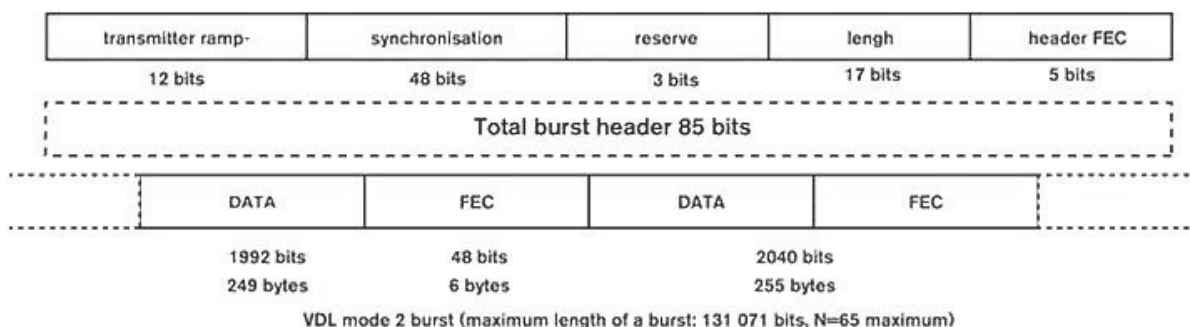 transmitter ramp- synchronisation reserve lengh header FEC
12 bits 48 bits 3 bits 17 bits 5 bits
Total burst header 85 bits
DATA FEC DATA FEC
1992 bits 48 bits 2040 bits
249 bytes 6 bytes 255 bytes
VDL mode 2 burst (maximum length of a burst: 131 071 bits, N=65 maximum)